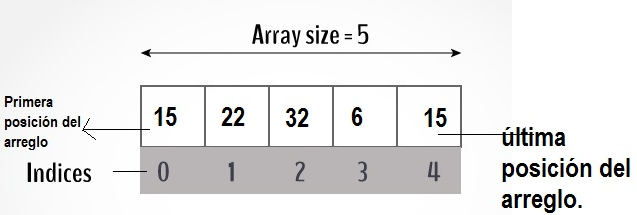 Array size = 5
Primera
posición del
arreglo
15 22 32 6 15
última
posición del
arreglo.
Indices 0 1 2 3 4